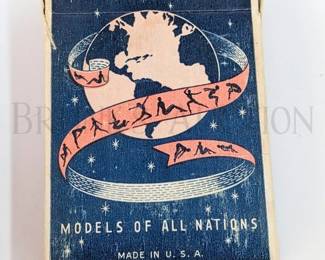 MODELS OF ALL NATIONS
MADE IN U. S. A.